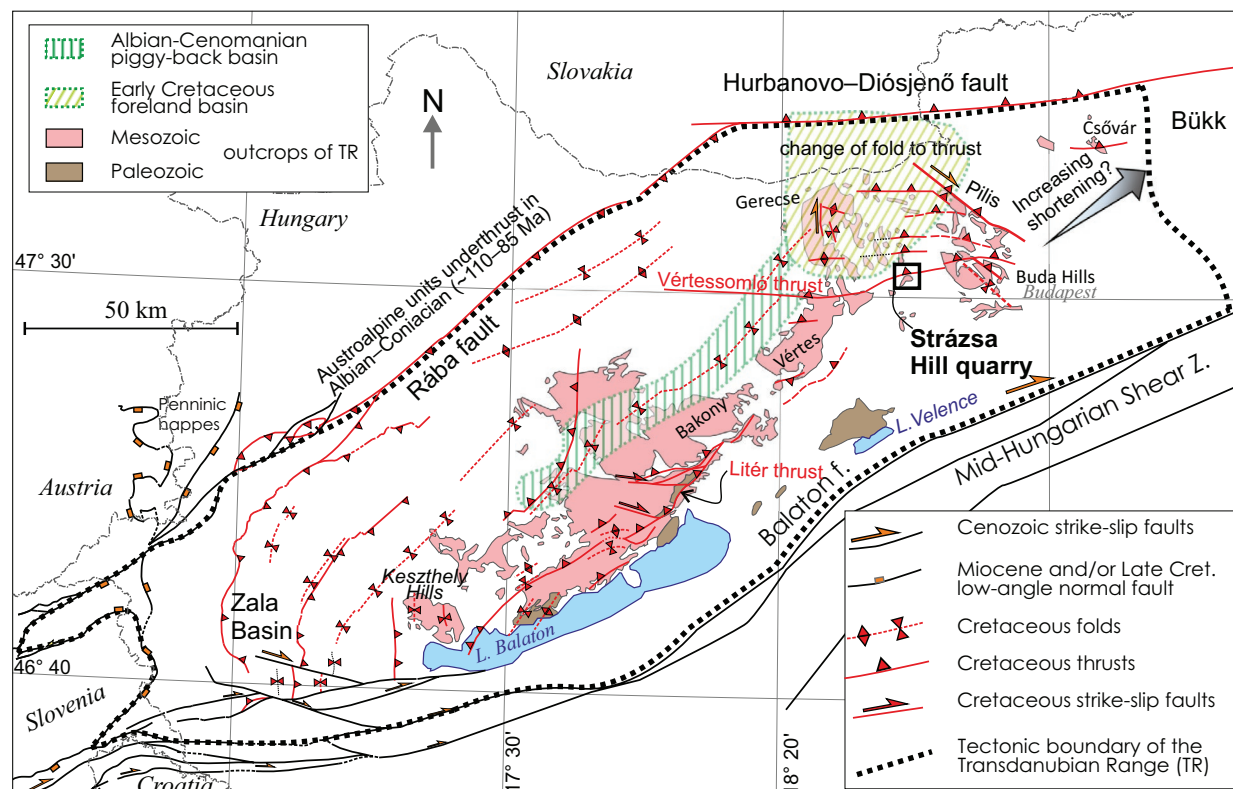 Albian-Cenomanian
piggy-back basin
Early Cretaceous
foreland basin
Mesozoic
outcrops of TR
Paleozoic
Slovakia
N
Hurbanovo–Diósjenő fault
Bükk
Csővár
change of fold to thrust
Pilis
Increasing
shortening?
Gerecse
Hungary
47° 30'
50 km
Austroalpine units underthrust in
Albian–Coniacian (~110–85 Ma)
Rába fault
Vértessomló thrust
Buda Hills
Budapest
Strázsa
Hill quarry
Vértes
Penninic
nappes
Bakony
L. Velence
Mid-Hungarian Shear Z.
Austria
Litér thrust
Balaton f.
Keszthely
Hills
Zala
Basin
L. Balaton
46° 40'
Slovenia
Croatia
17° 30'
18° 20'
Cenozoic strike-slip faults
Miocene and/or Late Cret.
low-angle normal fault
Cretaceous folds
Cretaceous thrusts
Cretaceous strike-slip faults
Tectonic boundary of the
Transdanubian Range (TR)